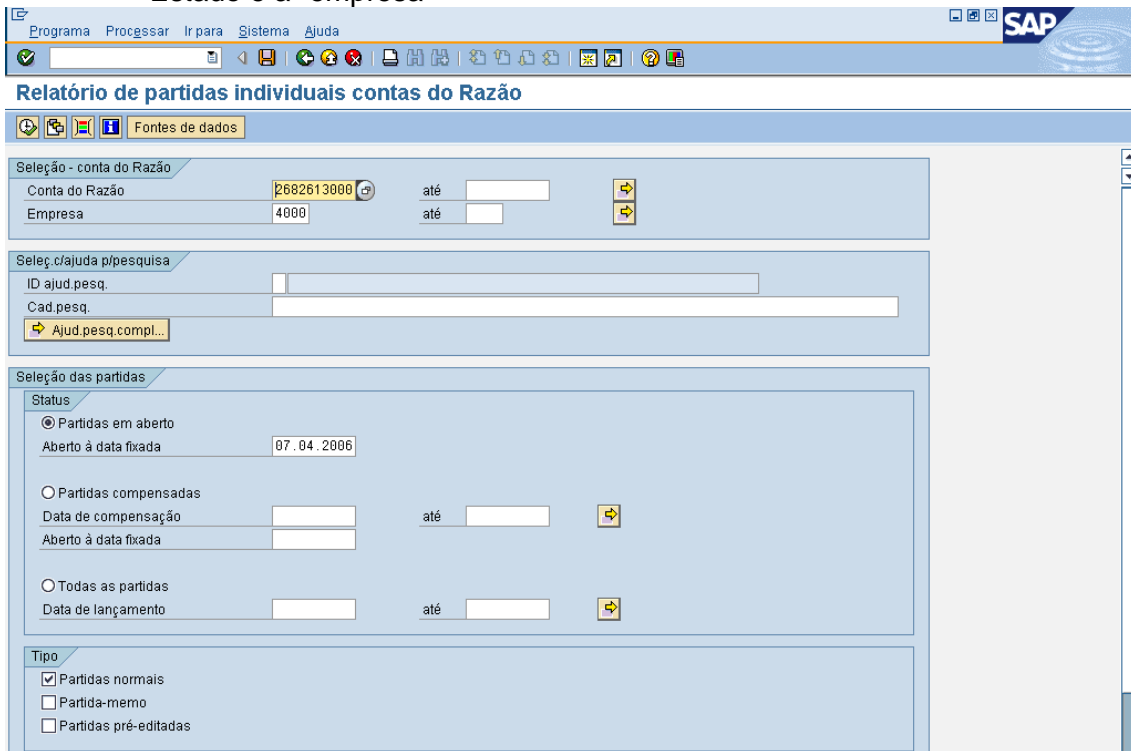 Estado e a empresa
Programa Processar Ir para Sistema Ajuda
SAP
Relatório de partidas individuais contas do Razão
Fontes de dados
Seleção - conta do Razão
Conta do Razão 2682613000 até
Empresa 4000 até
Seleç.c/ajuda p/pesquisa
ID ajud.pesq.
Cad.pesq.
Ajud.pesq.compl...
Seleção das partidas
Status
Partidas em aberto
Aberto à data fixada 07.04.2006
Partidas compensadas
Data de compensação até
Aberto à data fixada
Todas as partidas
Data de lançamento até
Tipo
Partidas normais
Partida-memo
Partidas pré-editadas